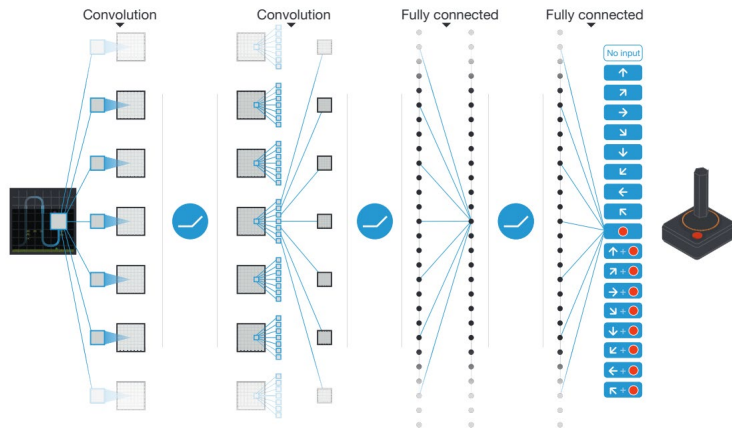 Convolution
Convolution
Fully connected
Fully connected
No input
+
+
+
+
+
+
+
+